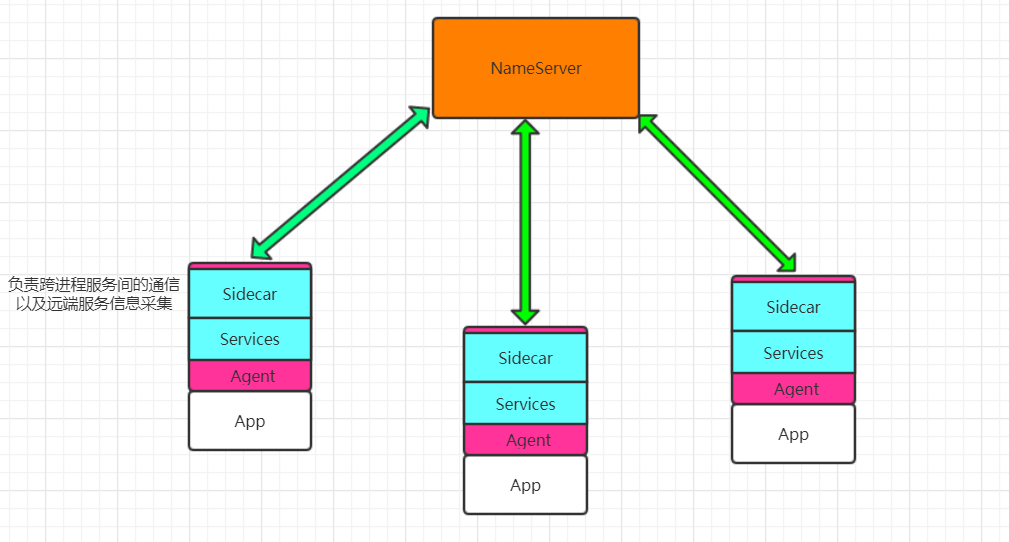 NameServer
负责跨进程服务间的通信
以及远端服务信息采集
Sidecar
Services
Agent
App
Sidecar
Services
Agent
App
Sidecar
Services
Agent
App